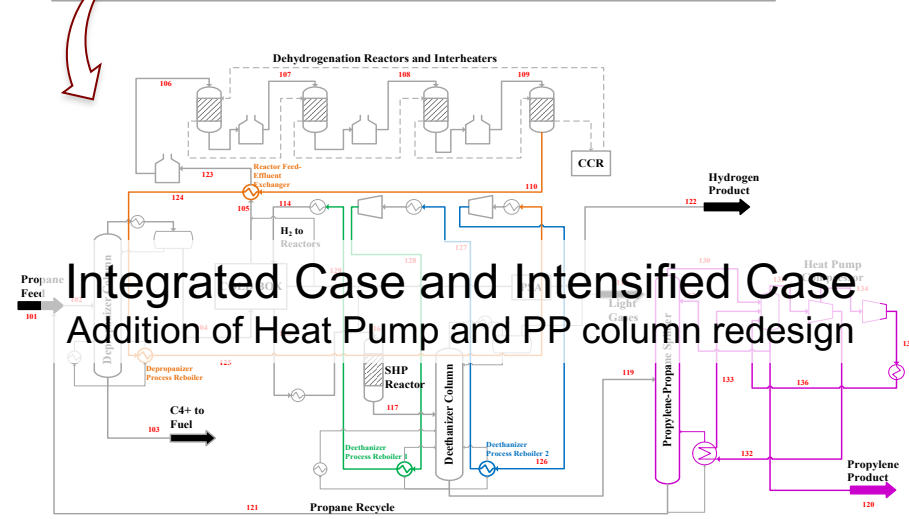 Dehydrogenation Reactors and Interheaters
106
107
108
109
CCR
123
Reactor Feed-
Effluent
Exchanger
124
110
105
114
122
Hydrogen
Product
H₂ to
Reactors
127
128
130
Heat Pump
Propane
Feed
101
Light
Gases
Integrated Case and Intensified Case
Addition of Heat Pump and PP column redesign
125
Depropanizer
Process Reboiler
SHP
Reactor
117
119
133
136
Deethanizer Column
Propylene-Propane Splitter
C4+ to
Fuel
103
Deethanizer
Process Reboiler 1
Deethanizer
Process Reboiler 2
126
132
Propylene
Product
120
121
Propane Recycle